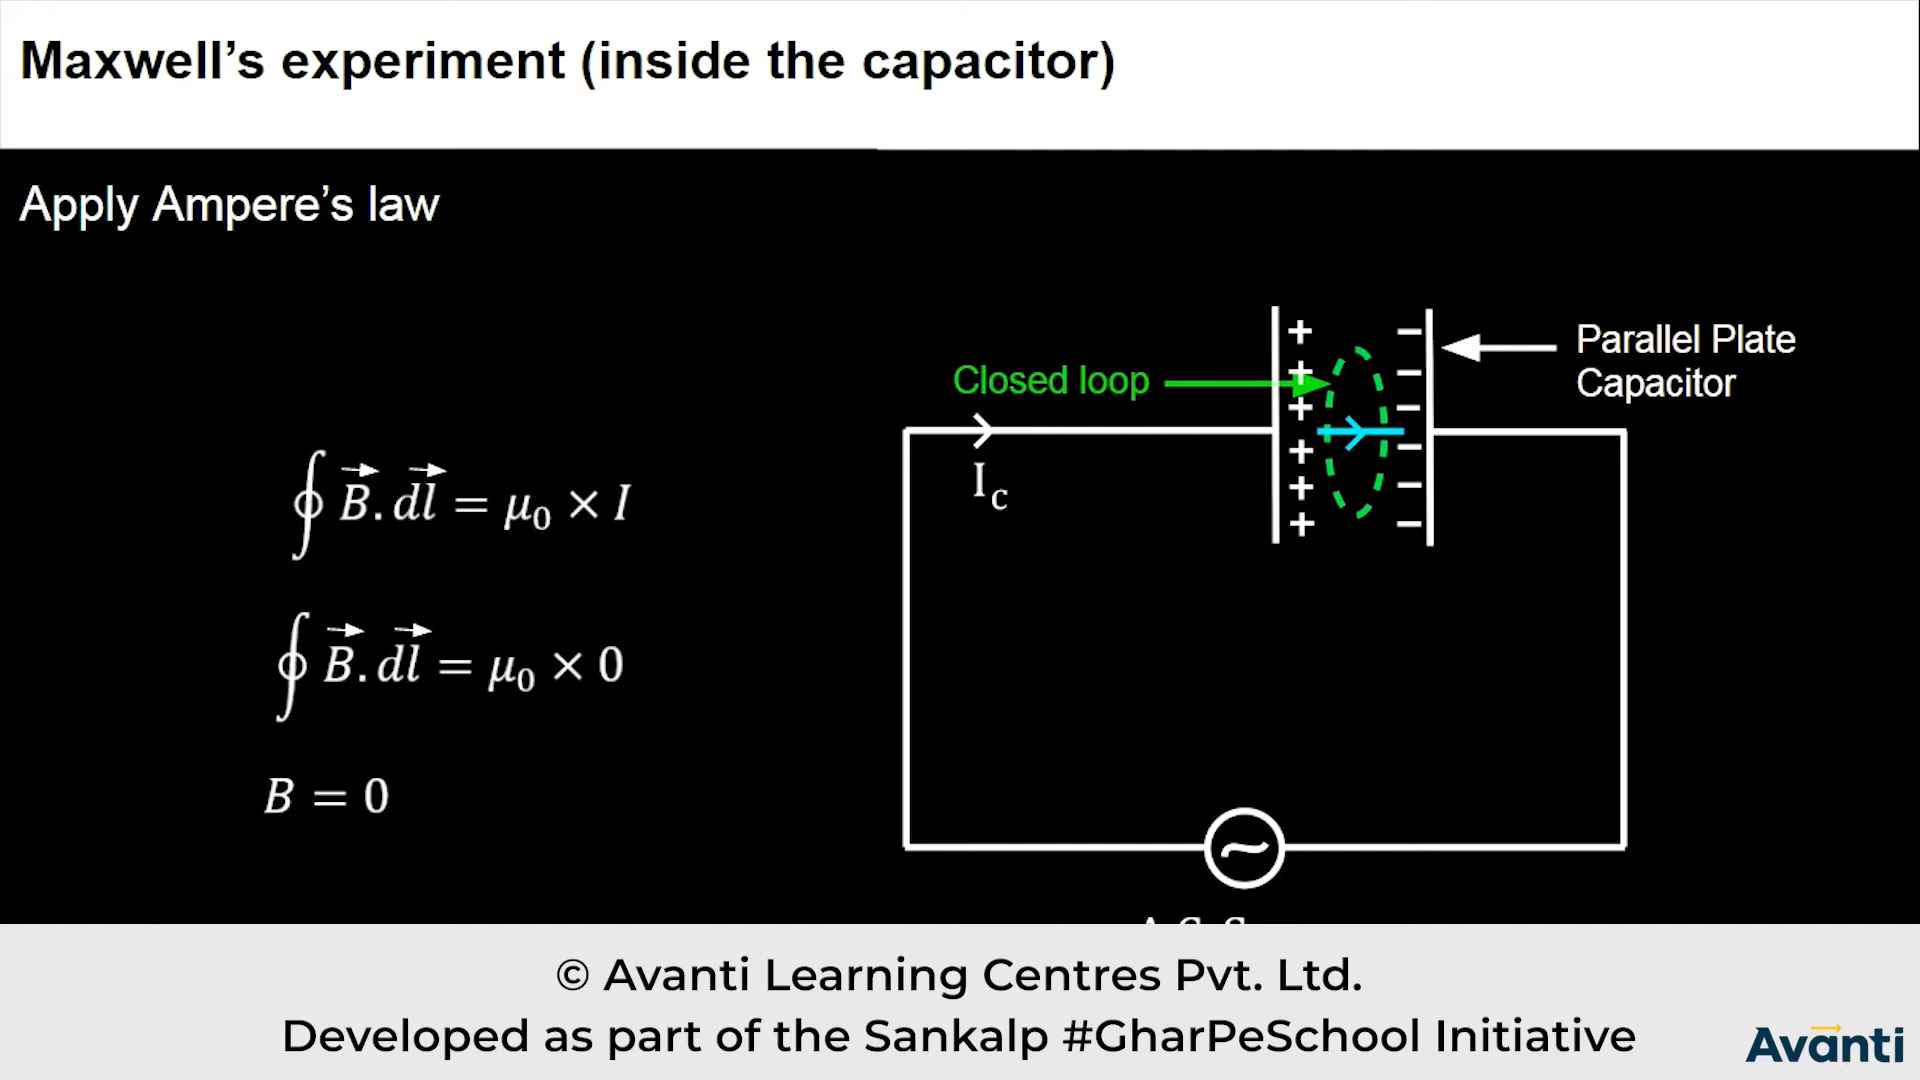 Maxwell’s experiment (inside the capacitor)
Apply Ampere’s law
Closed loop
Parallel Plate
Capacitor
I_c
∮ B⃗ . dl⃗ = μ₀ × I
∮ B⃗ . dl⃗ = μ₀ × 0
B = 0
+ + + + + +
− − − − − −
~
© Avanti Learning Centres Pvt. Ltd.
Developed as part of the Sankalp #GharPeSchool Initiative
Avanti